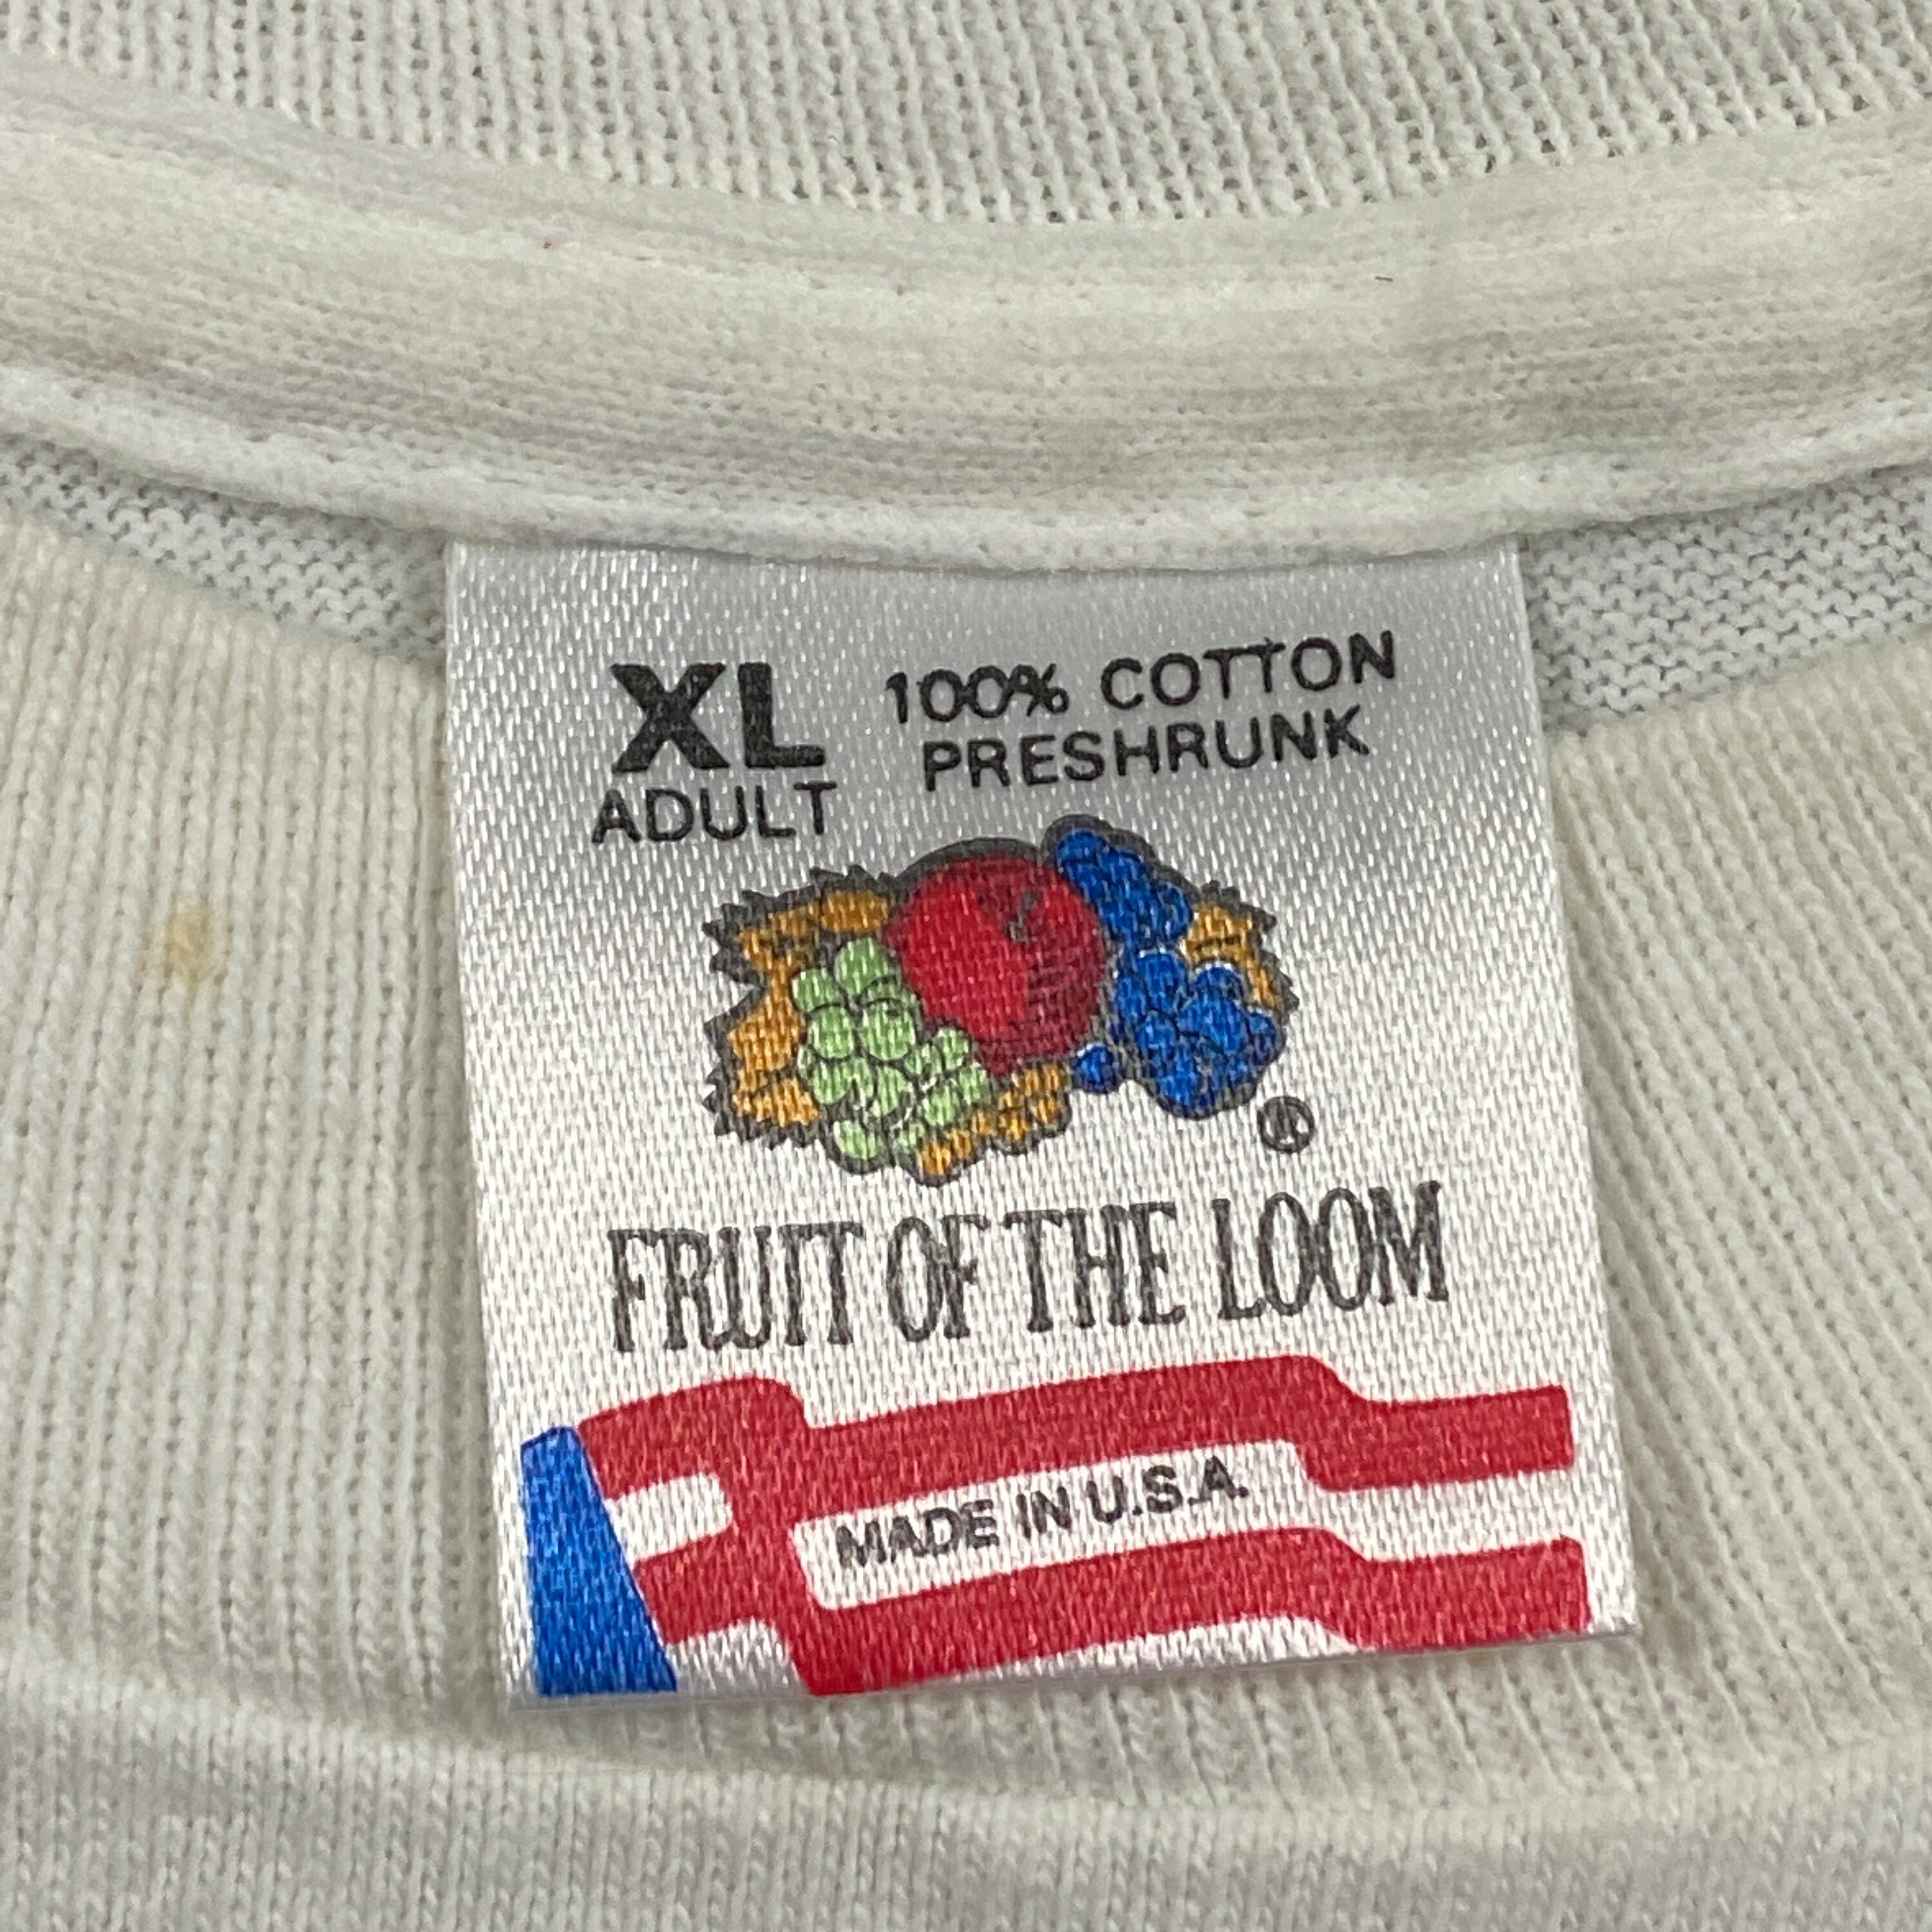 XL
ADULT
100% COTTON
PRESHRUNK
®
FRUIT OF THE LOOM
MADE IN U.S.A.